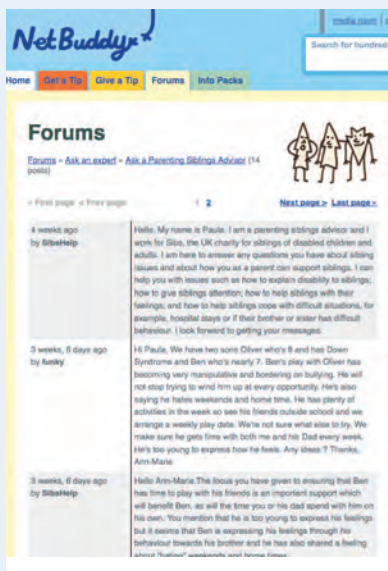 NetBuddy
media.com
Search for hundred
Home Get a Tip Give a Tip Forums Info Packs
Forums
Forums » Ask an expert » Ask a Parenting Siblings Advisor (14
posts)
« First page « Prev page 1 2 Next page » Last page »
4 weeks ago
by SibsHelp
Hello, My name is Paula. I am a parenting siblings advisor and I
work for Sibs, the UK charity for siblings of disabled children and
adults. I am here to answer any questions you have about sibling
issues and about how you as a parent can support siblings. I can
help you with issues such as how to explain disability to siblings;
how to give siblings attention; how to help siblings with their
feelings; and how to help siblings cope with difficult situations, for
example, hospital stays or if their brother or sister has difficult
behaviour. I look forward to getting your messages.
3 weeks, 6 days ago
by funky
Hi Paula, We have two sons Oliver who's 8 and has Down
Syndrome and Ben who's nearly 7. Ben's play with Oliver has
becoming very manipulative and bordering on bullying. He will
not stop trying to wind him up at every opportunity. He's also
saying he hates weekends and home time. He has plenty of
activities in the week so see his friends outside school and we
arrange a weekly play date. We're not sure what else to try. We
make sure he gets time with both me and his Dad every week.
He's too young to express how he feels. Any ideas ? Thanks,
Ann-Marie
3 weeks, 6 days ago
by SibsHelp
Hello Ann-Marie The focus you have given to ensuring that Ben
has time to play with his friends is an important support which
will benefit Ben, as will the time you or his dad spend with him on
his own. You mention that he is too young to express his feelings
but it seems that Ben is expressing his feelings through his
behaviour towards his brother and he has also shared a feeling
about "hating" weekends and home times.